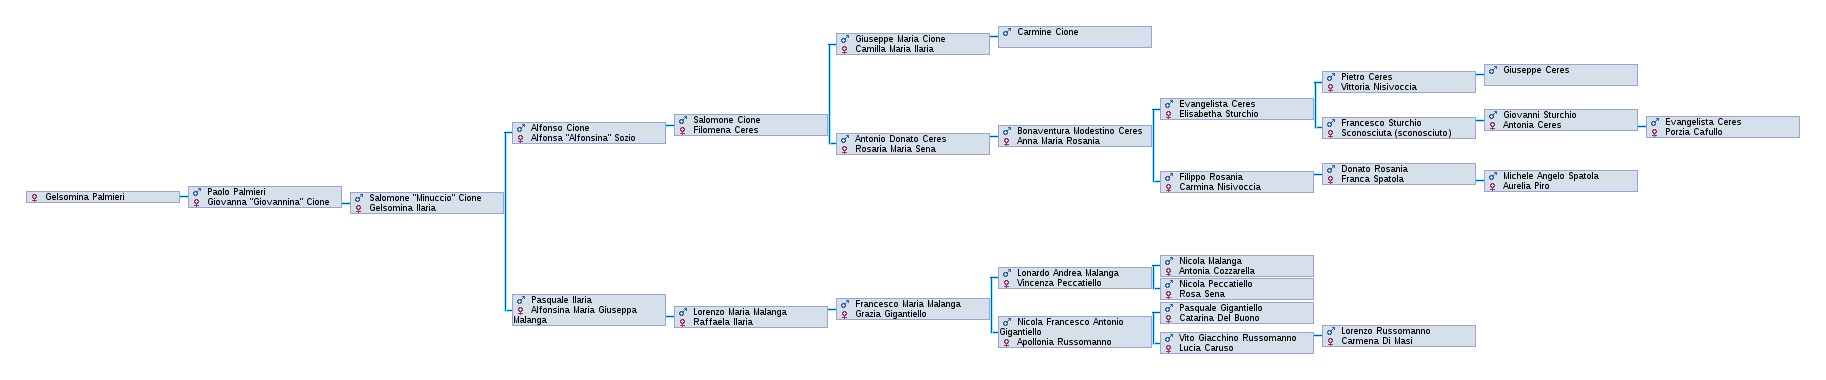 Gelsomina Palmieri
Paolo Palmieri
Giovanna "Giovannina" Cione
Salomone "Minuccio" Cione
Gelsomina Ilaria
Alfonso Cione
Alfonsa "Alfonsina" Sozio
Salomone Cione
Filomena Ceres
Giuseppe Maria Cione
Camilla Maria Ilaria
Carmine Cione
Antonio Donato Ceres
Rosaria Maria Sena
Bonaventura Modestino Ceres
Anna Maria Rosania
Evangelista Ceres
Elisabetha Sturchio
Pietro Ceres
Vittoria Nisivoccia
Giuseppe Ceres
Francesco Sturchio
Sconosciuta (sconosciuto)
Giovanni Sturchio
Antonia Ceres
Evangelista Ceres
Porzia Cafullo
Filippo Rosania
Carmina Nisivoccia
Donato Rosania
Franca Spatola
Michele Angelo Spatola
Aurelia Piro
Pasquale Ilaria
Alfonsina Maria Giuseppa
Malanga
Lorenzo Maria Malanga
Raffaela Ilaria
Francesco Maria Malanga
Grazia Gigantiello
Lonardo Andrea Malanga
Vincenza Peccatiello
Nicola Malanga
Antonia Cozzarella
Nicola Peccatiello
Rosa Sena
Nicola Francesco Antonio
Gigantiello
Apollonia Russomanno
Pasquale Gigantiello
Catarina Del Buono
Vito Giacchino Russomanno
Lucia Caruso
Lorenzo Russomanno
Carmena Di Masi